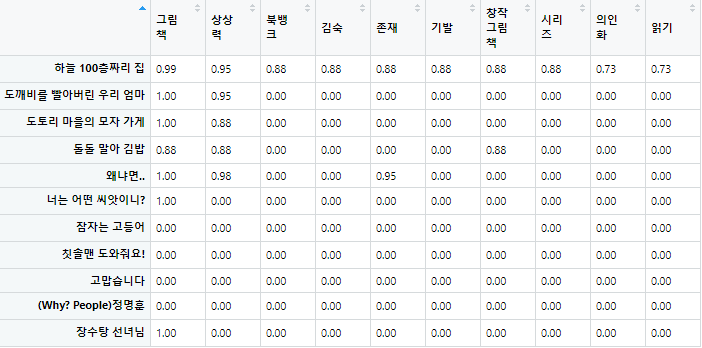 그림책 상상력 북뱅크 김숙 존재 기발 창작그림책 시리즈 의인화 읽기
하늘 100층짜리 집 0.99 0.95 0.88 0.88 0.88 0.88 0.88 0.88 0.73 0.73
도깨비를 빨아버린 우리 엄마 1.00 0.95 0.00 0.00 0.00 0.00 0.00 0.00 0.00 0.00
도토리 마을의 모자 가게 1.00 0.88 0.00 0.00 0.00 0.00 0.00 0.00 0.00 0.00
돌돌 말아 김밥 0.88 0.88 0.00 0.00 0.00 0.00 0.88 0.00 0.00 0.00
왜냐면.. 1.00 0.98 0.00 0.00 0.95 0.00 0.00 0.00 0.00 0.00
너는 어떤 씨앗이니? 1.00 0.00 0.00 0.00 0.00 0.00 0.00 0.00 0.00 0.00
잠자는 고등어 0.00 0.00 0.00 0.00 0.00 0.00 0.00 0.00 0.00 0.00
칫솔맨 도와줘요! 0.00 0.00 0.00 0.00 0.00 0.00 0.00 0.00 0.00 0.00
고맙습니다 0.00 0.00 0.00 0.00 0.00 0.00 0.00 0.00 0.00 0.00
(Why? People)정명훈 0.00 0.00 0.00 0.00 0.00 0.00 0.00 0.00 0.00 0.00
장수탕 선녀님 1.00 0.00 0.00 0.00 0.00 0.00 0.00 0.00 0.00 0.00